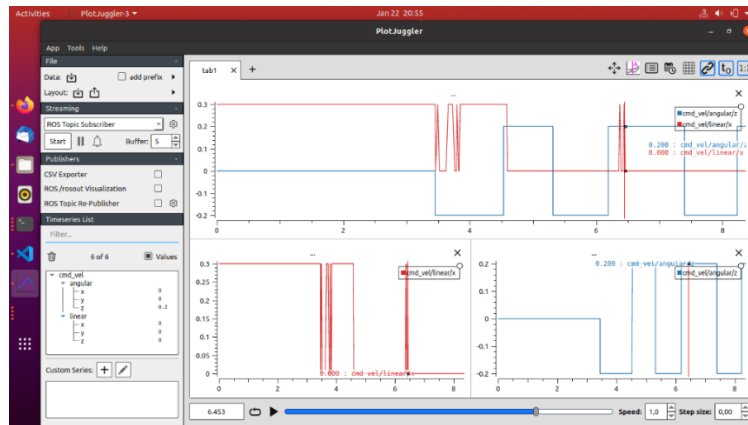 Activities PlotJuggler-3 Jan 22 20:55
PlotJuggler
App Tools Help
File
Data: add prefix
Layout:
Streaming
ROS Topic Subscriber
Start Buffer: 5
Publishers
CSV Exporter
ROS /rosout Visualization
ROS Topic Re-Publisher
Timeseries List
Filter...
6 of 6 Values
cmd_vel
angular
x 0
y 0
z 0.2
linear
x 0
y 0
z 0
Custom Series:
tab1
...
0.3
0.2
0.1
0
-0.1
-0.2
0 2 4 6 8
cmd_vel/angular/z
cmd_vel/linear/x
0.200 : cmd_vel/angular/z
0.000 : cmd_vel/linear/x
...
0.3
0.25
0.2
0.15
0.1
0.05
0
0 2 4 6 8
cmd_vel/linear/x
0.000 : cmd_vel/linear/x
...
0.2
0
-0.2
0 2 4 6 8
0.200 : cmd_vel/angular/z
cmd_vel/angular/z
6.453 Speed: 1,0 Step size: 0,00